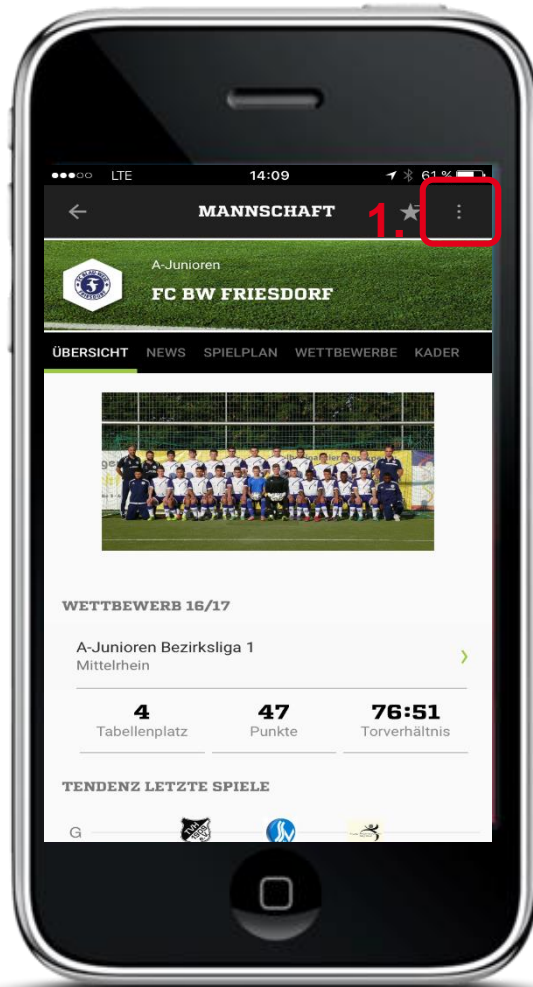 LTE 14:09 61 %
MANNSCHAFT 1.
A-Junioren
FC BW FRIESDORF
ÜBERSICHT NEWS SPIELPLAN WETTBEWERBE KADER
WETTBEWERB 16/17
A-Junioren Bezirksliga 1
Mittelrhein
4 47 76:51
Tabellenplatz Punkte Torverhältnis
TENDENZ LETZTE SPIELE
G